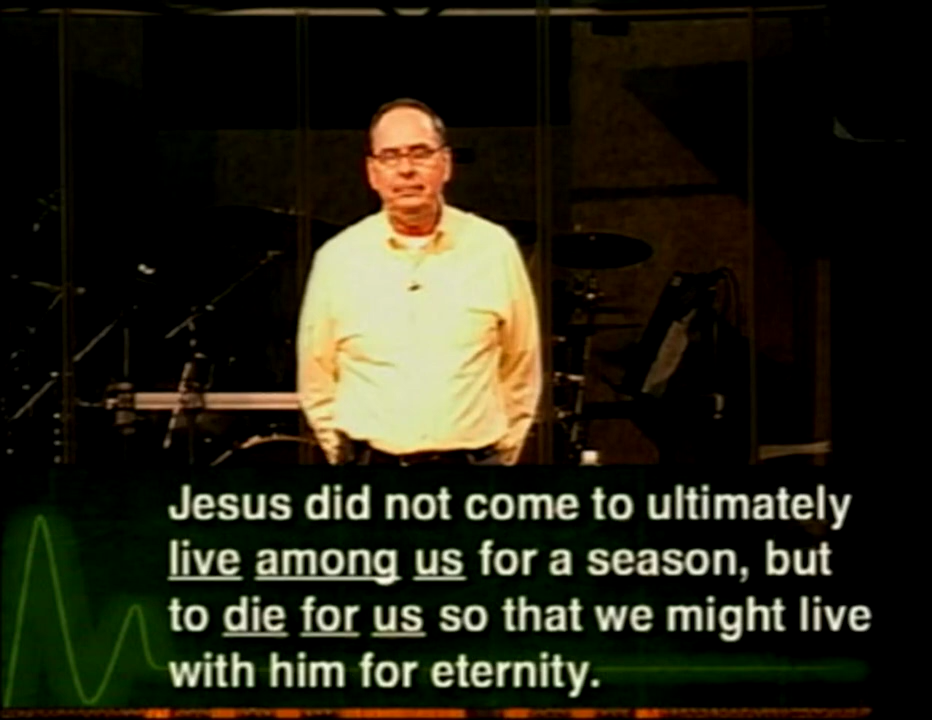 Jesus did not come to ultimately
live among us for a season, but
to die for us so that we might live
with him for eternity.